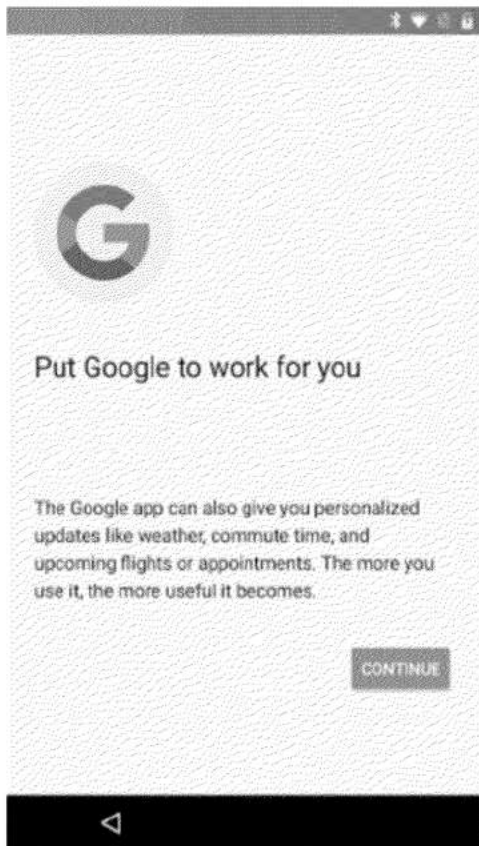 Put Google to work for you
The Google app can also give you personalized
updates like weather, commute time, and
upcoming flights or appointments. The more you
use it, the more useful it becomes.
CONTINUE